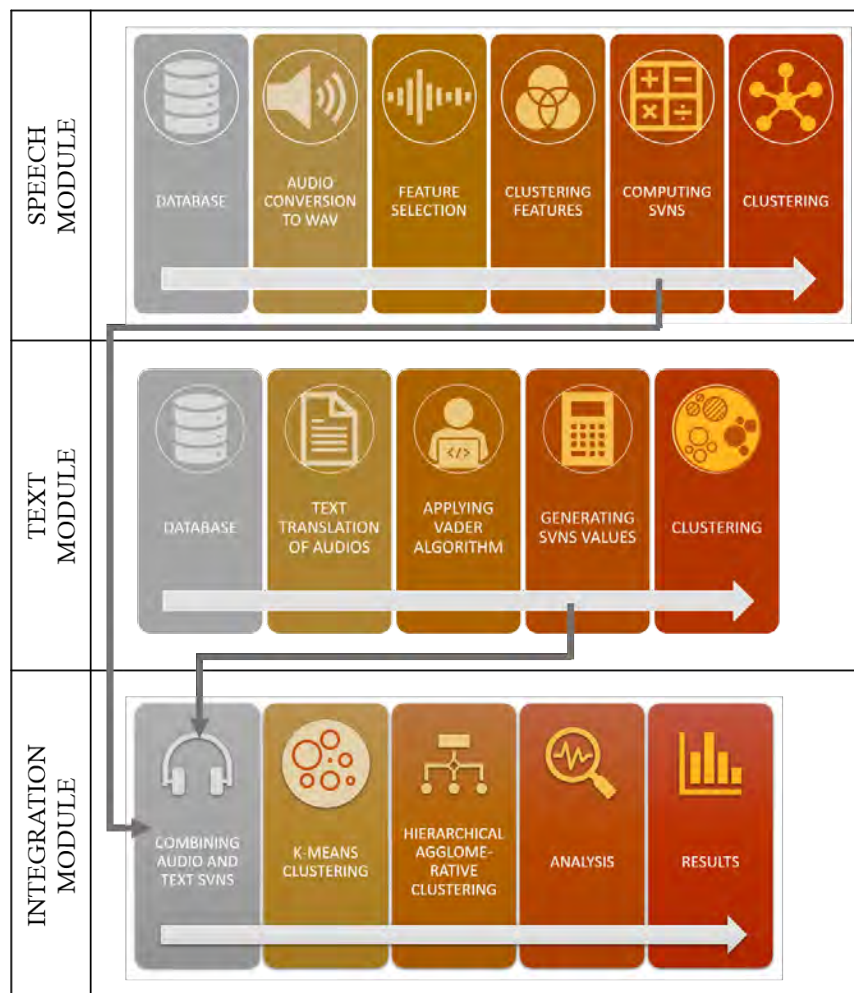 SPEECH
MODULE
DATABASE
AUDIO
CONVERSION
TO WAV
FEATURE
SELECTION
CLUSTERING
FEATURES
COMPUTING
SVNS
CLUSTERING
TEXT
MODULE
DATABASE
TEXT
TRANSLATION
OF AUDIOS
</>
APPLYING
VADER
ALGORITHM
GENERATING
SVNS VALUES
CLUSTERING
INTEGRATION
MODULE
COMBINING
AUDIO AND
TEXT SVNS
K-MEANS
CLUSTERING
HIERARCHICAL
AGGLOME-
RATIVE
CLUSTERING
ANALYSIS
RESULTS